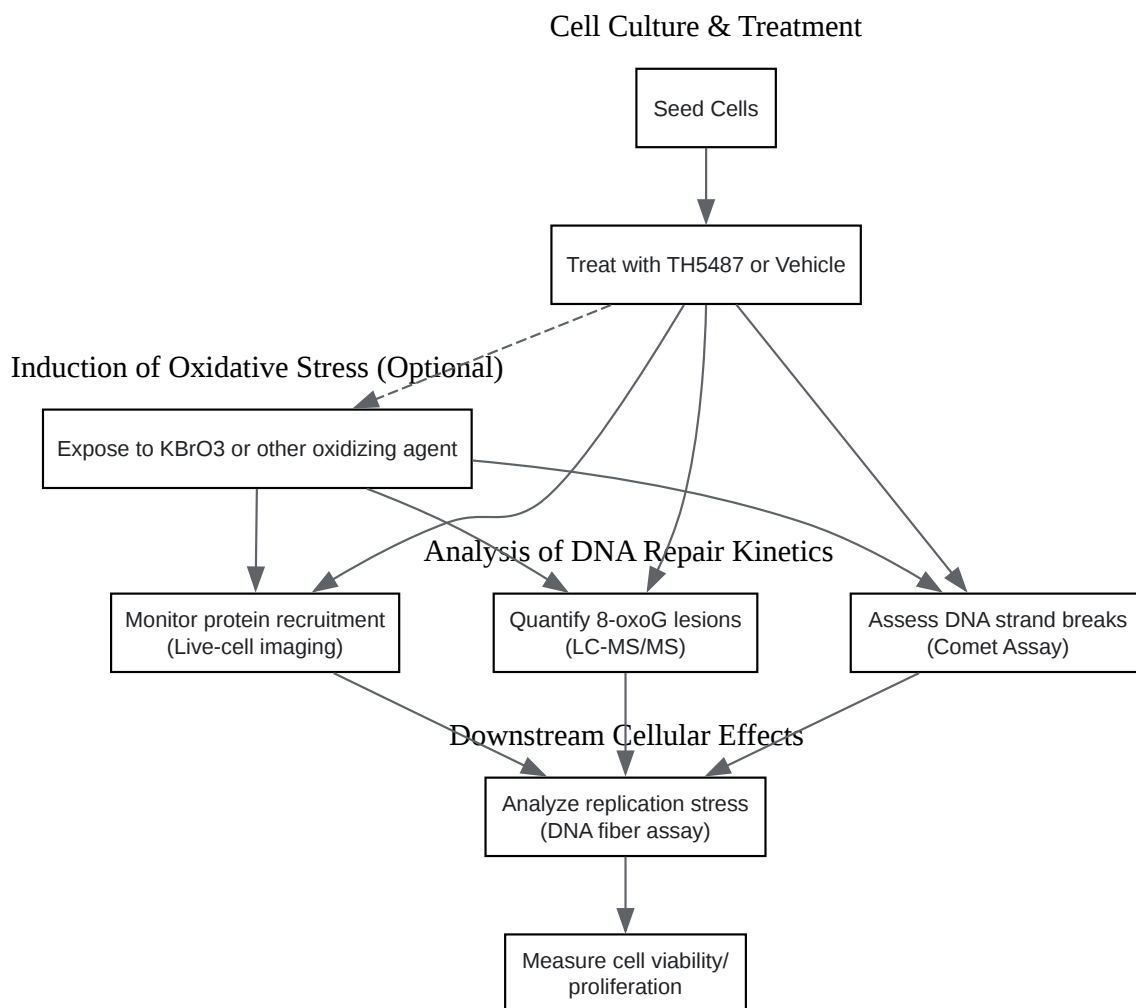 Cell Culture & Treatment
Seed Cells
Treat with TH5487 or Vehicle
Induction of Oxidative Stress (Optional)
Expose to KBrO3 or other oxidizing agent
Analysis of DNA Repair Kinetics
Monitor protein recruitment
(Live-cell imaging)
Quantify 8-oxoG lesions
(LC-MS/MS)
Assess DNA strand breaks
(Comet Assay)
Downstream Cellular Effects
Analyze replication stress
(DNA fiber assay)
Measure cell viability/
proliferation